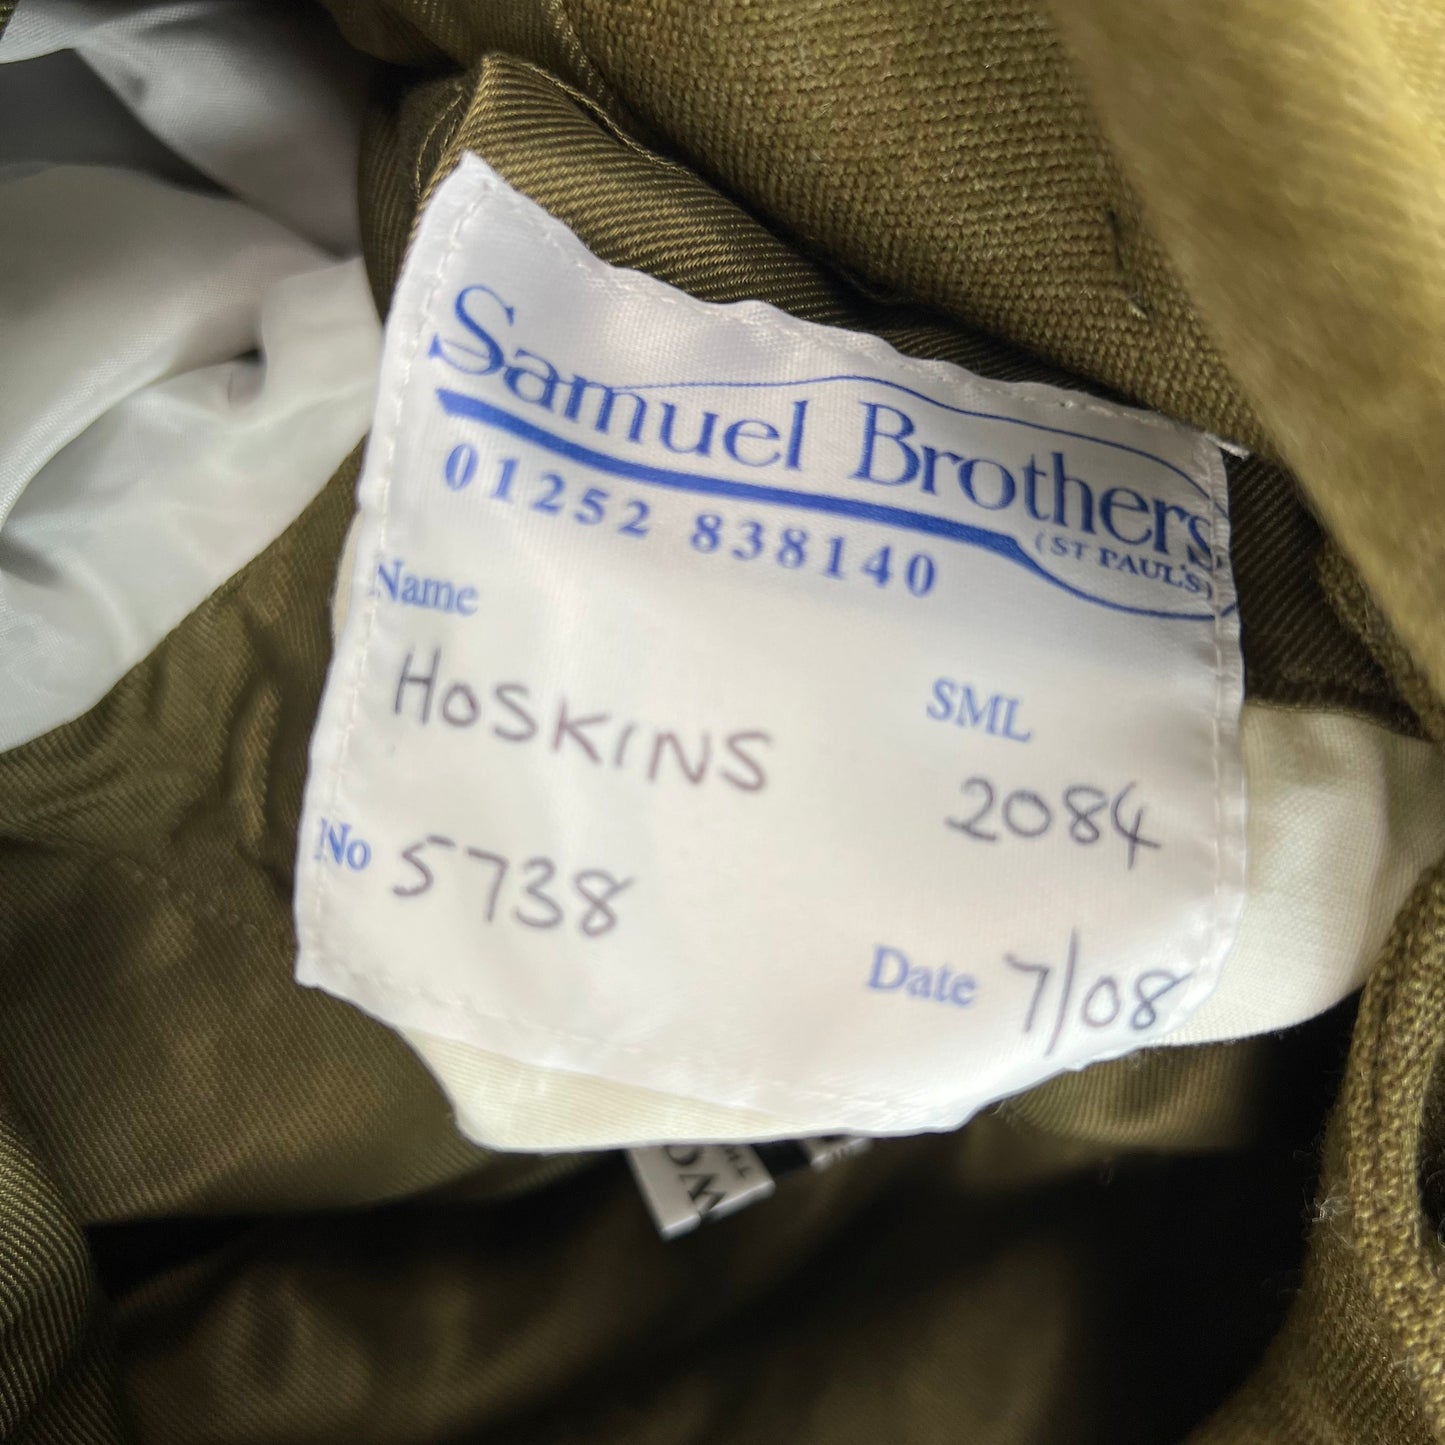 Samuel Brothers
(ST PAUL'S)
01252 838140
Name
HOSKINS
SML
2084
No 5738
Date 7/08